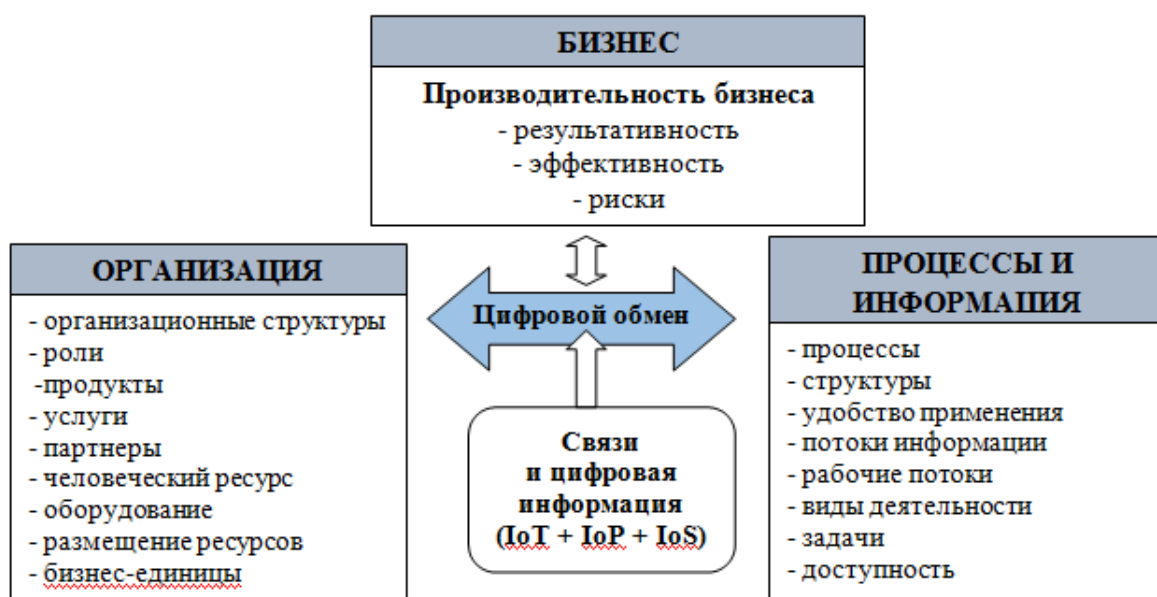 БИЗНЕС
Производительность бизнеса
- результативность
- эффективность
- риски
ОРГАНИЗАЦИЯ
- организационные структуры
- роли
-продукты
- услуги
- партнеры
- человеческий ресурс
- оборудование
- размещение ресурсов
- бизнес-единицы
Цифровой обмен
Связи
и цифровая
информация
(IoT + IoP + IoS)
ПРОЦЕССЫ И
ИНФОРМАЦИЯ
- процессы
- структуры
- удобство применения
- потоки информации
- рабочие потоки
- виды деятельности
- задачи
- доступность